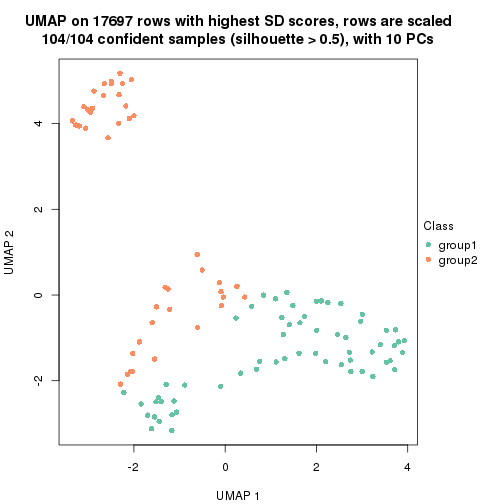 UMAP on 17697 rows with highest SD scores, rows are scaled
104/104 confident samples (silhouette > 0.5), with 10 PCs
4
2
0
-2
UMAP 2
-2
0
2
4
UMAP 1
Class
group1
group2